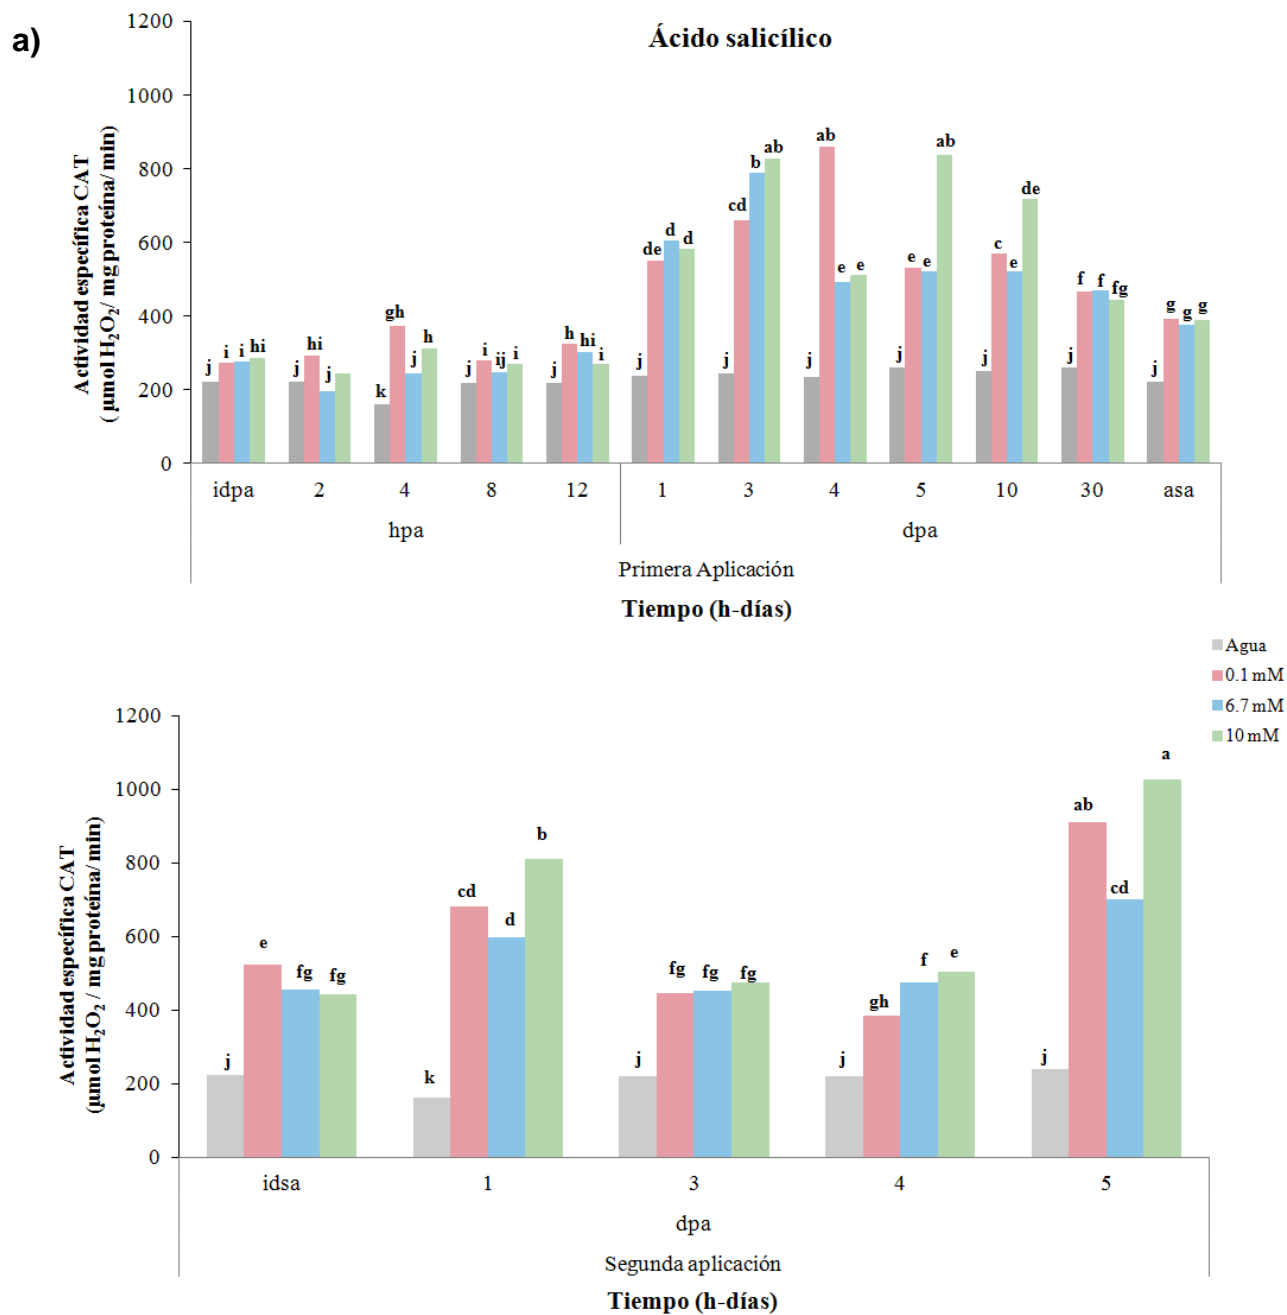 a)
Ácido salicílico
Actividad específica CAT
( µmol H₂O₂/ mg proteína/ min)
1200
1000
800
600
400
200
0
j i i hi
j hi j
k gh j h
j i ij i
j h hi i
j de d d
j cd b ab
j ab e e
j e e ab
j c e de
j f f fg
j g g g
idpa 2 4 8 12 1 3 4 5 10 30 asa
hpa dpa
Primera Aplicación
Tiempo (h-días)
Agua
0.1 mM
6.7 mM
10 mM
Actividad específica CAT
(µmol H₂O₂ / mg proteína/ min)
1200
1000
800
600
400
200
0
j e fg fg
k cd d b
j fg fg fg
j gh f e
j ab cd a
idsa 1 3 4 5
dpa
Segunda aplicación
Tiempo (h-días)